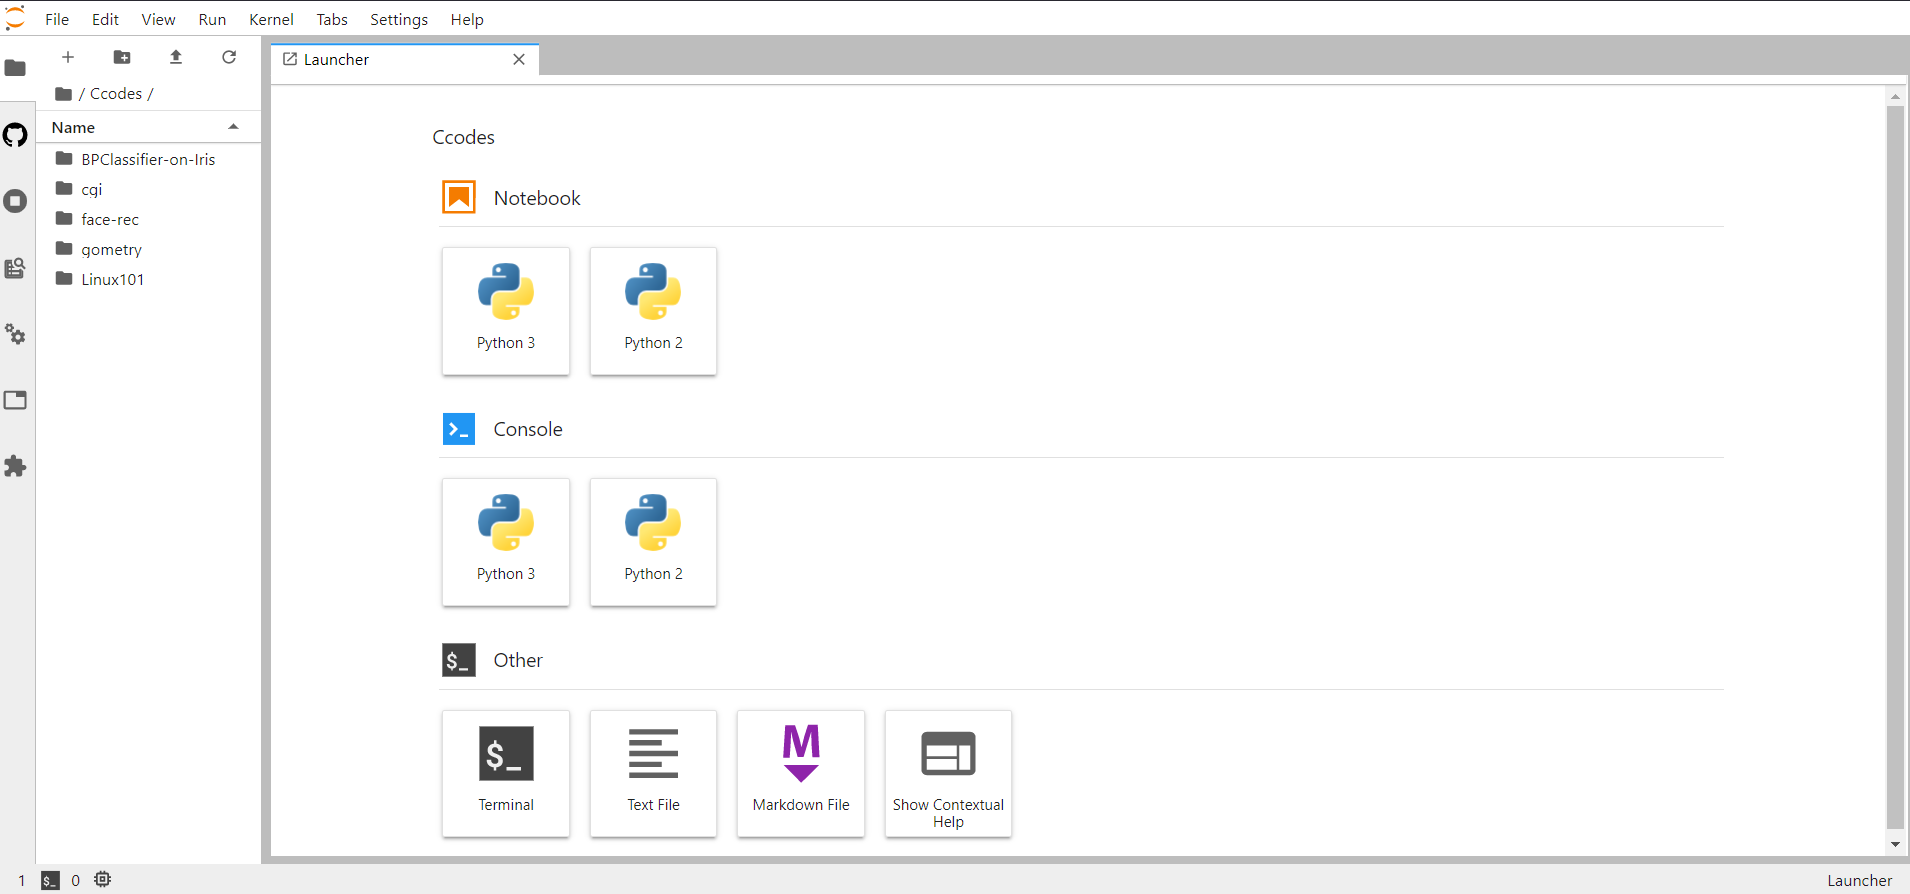 File Edit View Run Kernel Tabs Settings Help
Launcher
/ Ccodes /
Name
BPClassifier-on-Iris
cgi
face-rec
gometry
Linux101
Ccodes
Notebook
Python 3
Python 2
Console
Python 3
Python 2
$_ Other
$_
Terminal
Text File
Markdown File
Show Contextual
Help
1 $_ 0
Launcher